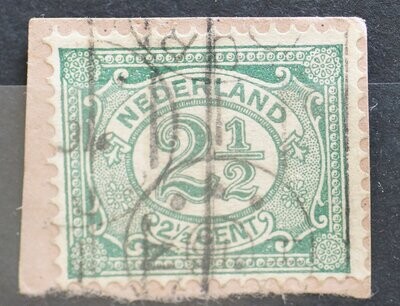 NEDERLAND
2 1/2
2½ CENT